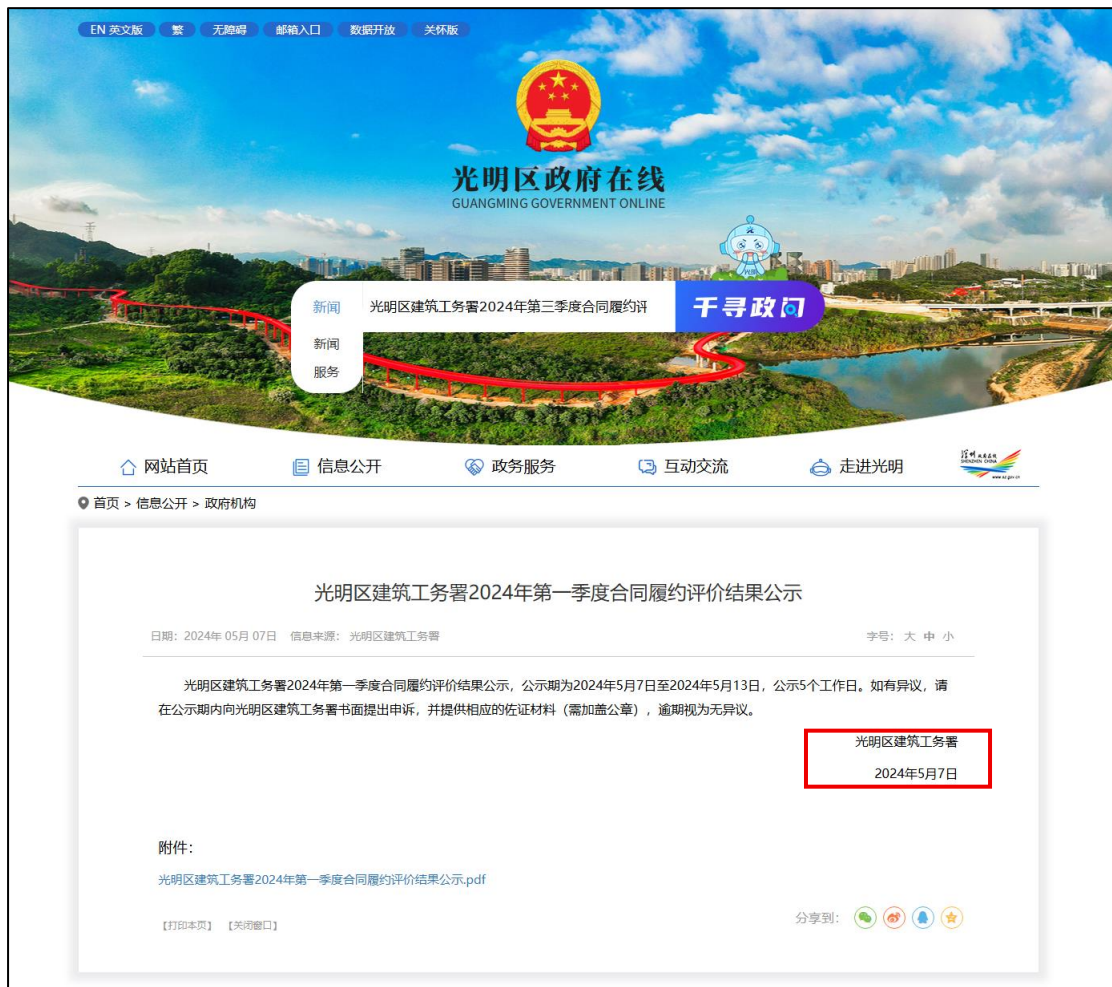 EN 英文版 繁 无障碍 邮箱入口 数据开放 关怀版
光明区政府在线
GUANGMING GOVERNMENT ONLINE
新闻 光明区建筑工务署2024年第三季度合同履约评 千寻政问
新闻
服务
网站首页 信息公开 政务服务 互动交流 走进光明
首页 > 信息公开 > 政府机构
光明区建筑工务署2024年第一季度合同履约评价结果公示
日期：2024年 05月 07日 信息来源： 光明区建筑工务署 字号： 大 中 小
光明区建筑工务署2024年第一季度合同履约评价结果公示，公示期为2024年5月7日至2024年5月13日，公示5个工作日。如有异议，请
在公示期内向光明区建筑工务署书面提出申诉，并提供相应的佐证材料（需加盖公章），逾期视为无异议。
光明区建筑工务署
2024年5月7日
附件：
光明区建筑工务署2024年第一季度合同履约评价结果公示.pdf
【打印本页】 【关闭窗口】 分享到：